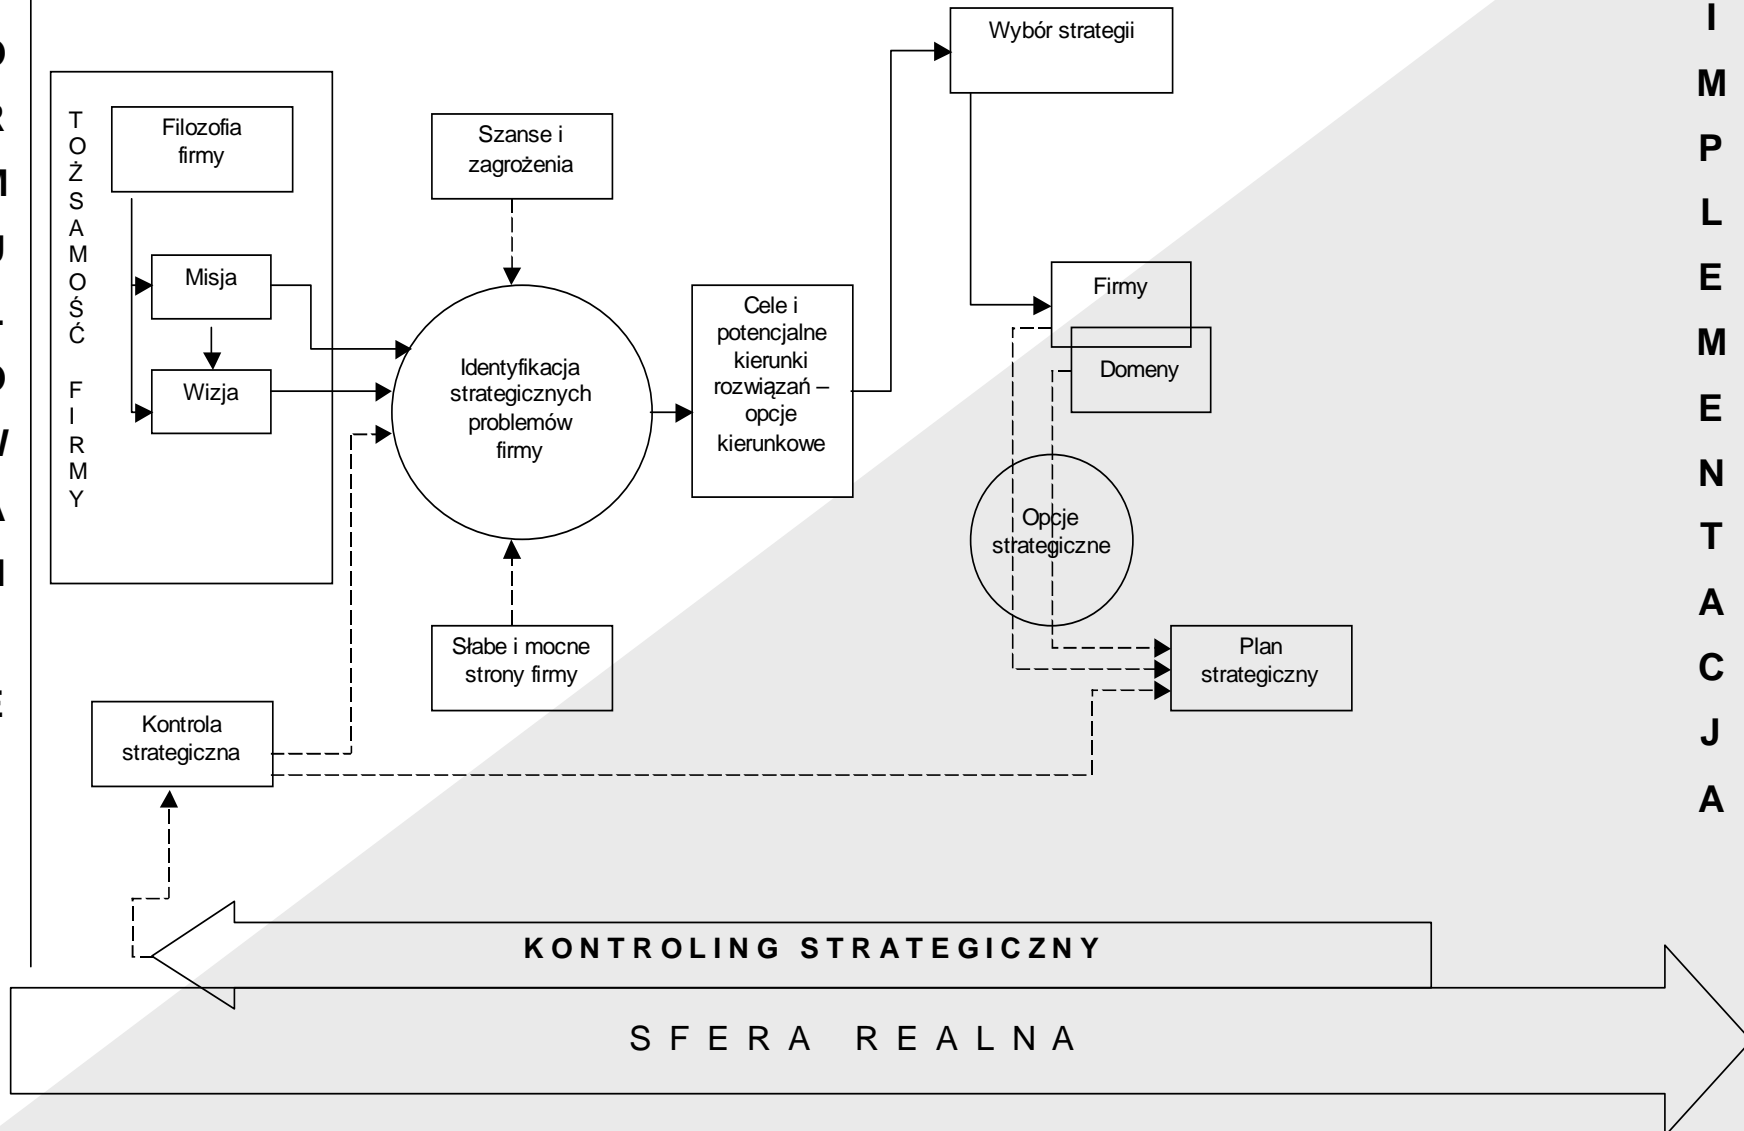 Wybór strategii
TOŻSAMOŚĆ FIRMY
Filozofia
firmy
Misja
Wizja
Szanse i
zagrożenia
Identyfikacja
strategicznych
problemów
firmy
Słabe i mocne
strony firmy
Cele i
potencjalne
kierunki
rozwiązań –
opcje
kierunkowe
Firmy
Domeny
Opcje
strategiczne
Plan
strategiczny
Kontrola
strategiczna
KONTROLING STRATEGICZNY
SFERA REALNA
IMPLEMENTACJA